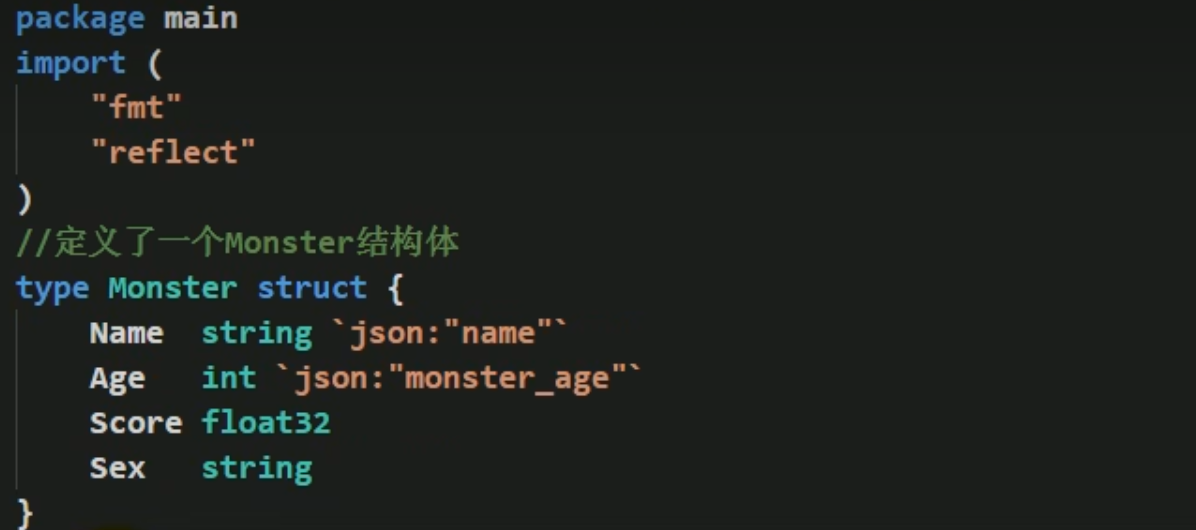 package main
import (
    "fmt"
    "reflect"
)
//定义了一个Monster结构体
type Monster struct {
    Name  string `json:"name"`
    Age   int `json:"monster_age"`
    Score float32
    Sex   string
}